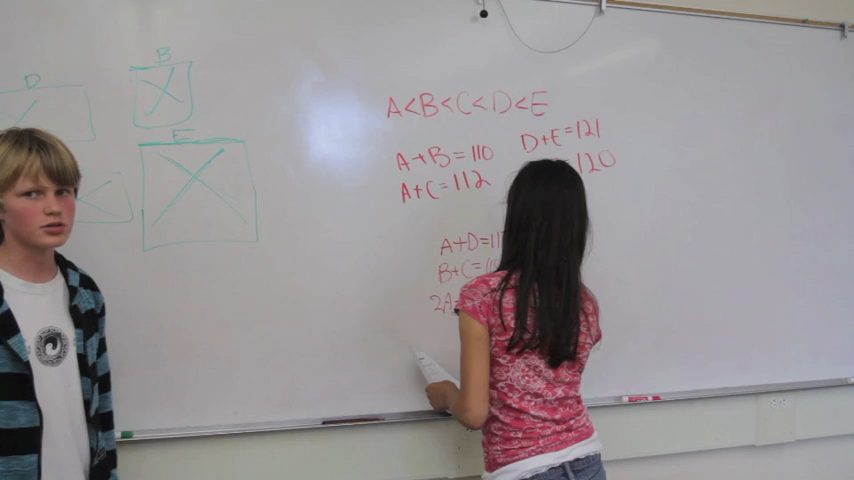 D
B
E
A<B<C<D<E
A+B=110
D+E=121
A+C=112
120
A+D=11
B+C=11
2A=